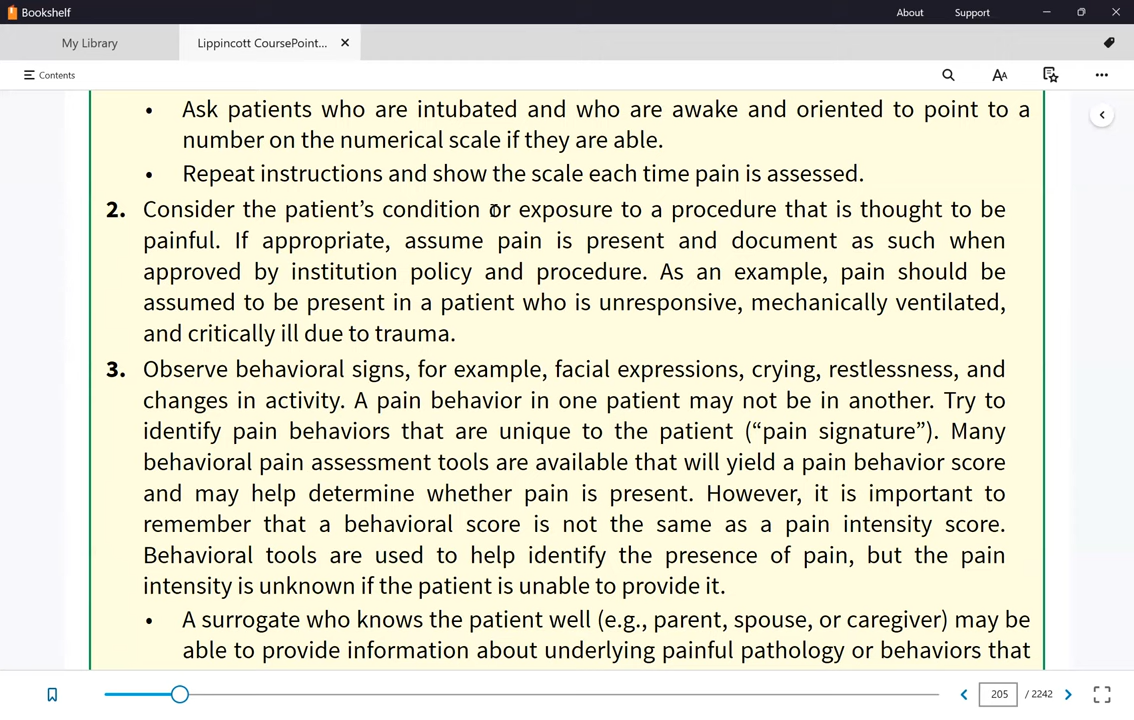 Bookshelf
About
Support
My Library
Lippincott CoursePoint...
Contents
• Ask patients who are intubated and who are awake and oriented to point to a
number on the numerical scale if they are able.
• Repeat instructions and show the scale each time pain is assessed.
2. Consider the patient’s condition or exposure to a procedure that is thought to be
painful. If appropriate, assume pain is present and document as such when
approved by institution policy and procedure. As an example, pain should be
assumed to be present in a patient who is unresponsive, mechanically ventilated,
and critically ill due to trauma.
3. Observe behavioral signs, for example, facial expressions, crying, restlessness, and
changes in activity. A pain behavior in one patient may not be in another. Try to
identify pain behaviors that are unique to the patient (“pain signature”). Many
behavioral pain assessment tools are available that will yield a pain behavior score
and may help determine whether pain is present. However, it is important to
remember that a behavioral score is not the same as a pain intensity score.
Behavioral tools are used to help identify the presence of pain, but the pain
intensity is unknown if the patient is unable to provide it.
• A surrogate who knows the patient well (e.g., parent, spouse, or caregiver) may be
able to provide information about underlying painful pathology or behaviors that
205 / 2242